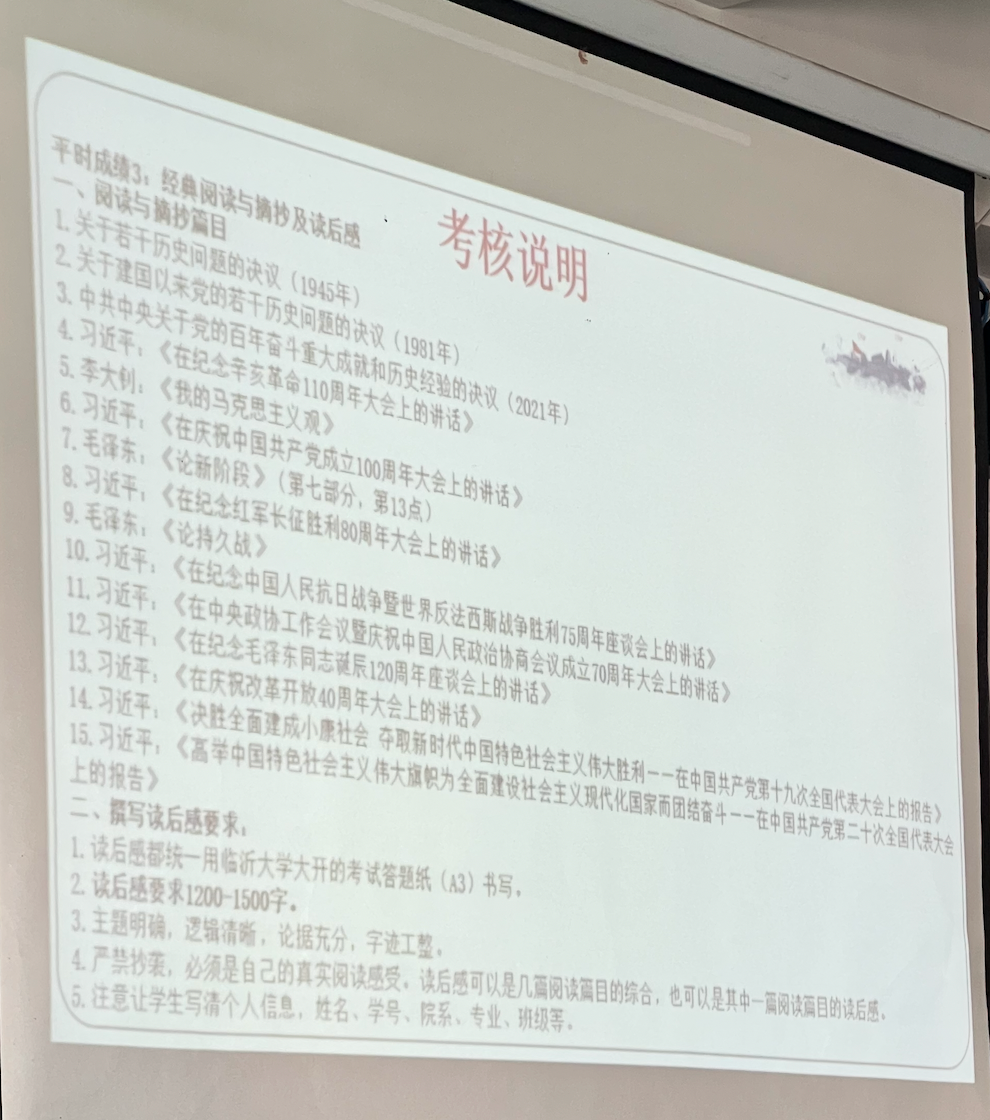 考核说明
平时成绩3：经典阅读与摘抄及读后感
一、阅读与摘抄篇目
1.关于若干历史问题的决议（1945年）
2.关于建国以来党的若干历史问题的决议（1981年）
3.中共中央关于党的百年奋斗重大成就和历史经验的决议（2021年）
4.习近平：《在纪念辛亥革命110周年大会上的讲话》
5.李大钊：《我的马克思主义观》
6.习近平：《在庆祝中国共产党成立100周年大会上的讲话》
7.毛泽东：《论新阶段》（第七部分，第13点）
8.习近平：《在纪念红军长征胜利80周年大会上的讲话》
9.毛泽东：《论持久战》
10.习近平：《在纪念中国人民抗日战争暨世界反法西斯战争胜利75周年座谈会上的讲话》
11.习近平：《在中央政协工作会议暨庆祝中国人民政治协商会议成立70周年大会上的讲话》
12.习近平：《在纪念毛泽东同志诞辰120周年座谈会上的讲话》
13.习近平：《在庆祝改革开放40周年大会上的讲话》
14.习近平：《决胜全面建成小康社会 夺取新时代中国特色社会主义伟大胜利——在中国共产党第十九次全国代表大会上的报告》
15.习近平：《高举中国特色社会主义伟大旗帜为全面建设社会主义现代化国家而团结奋斗——在中国共产党第二十次全国代表大会
上的报告》
二、撰写读后感要求：
1.读后感都统一用临沂大学大开的考试答题纸（A3）书写。
2.读后感要求1200-1500字。
3.主题明确，逻辑清晰，论据充分，字迹工整。
4.严禁抄袭，必须是自己的真实阅读感受。读后感可以是几篇阅读篇目的综合，也可以是其中一篇阅读篇目的读后感。
5.注意让学生写清个人信息，姓名、学号、院系、专业、班级等。